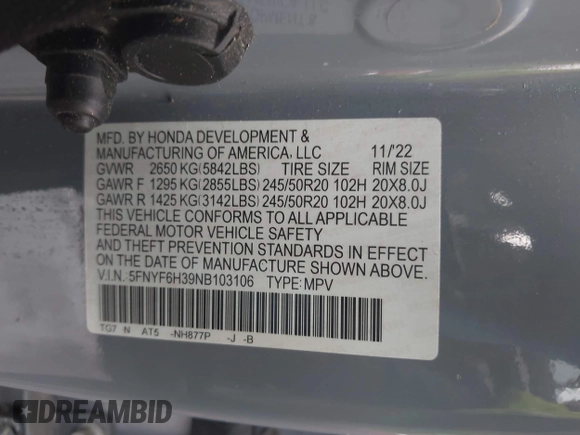 MFD. BY HONDA DEVELOPMENT &
MANUFACTURING OF AMERICA, LLC 11/'22
GVWR 2650 KG(5842LBS) TIRE SIZE RIM SIZE
GAWR F 1295 KG(2855LBS) 245/50R20 102H 20X8.0J
GAWR R 1425 KG(3142LBS) 245/50R20 102H 20X8.0J
THIS VEHICLE CONFORMS TO ALL APPLICABLE
FEDERAL MOTOR VEHICLE SAFETY
AND THEFT PREVENTION STANDARDS IN EFFECT
ON THE DATE OF MANUFACTURE SHOWN ABOVE.
V.I.N.: 5FNYF6H39NB103106 TYPE: MPV
TG7 N AT5 -NH877P -J -B
DREAMBID